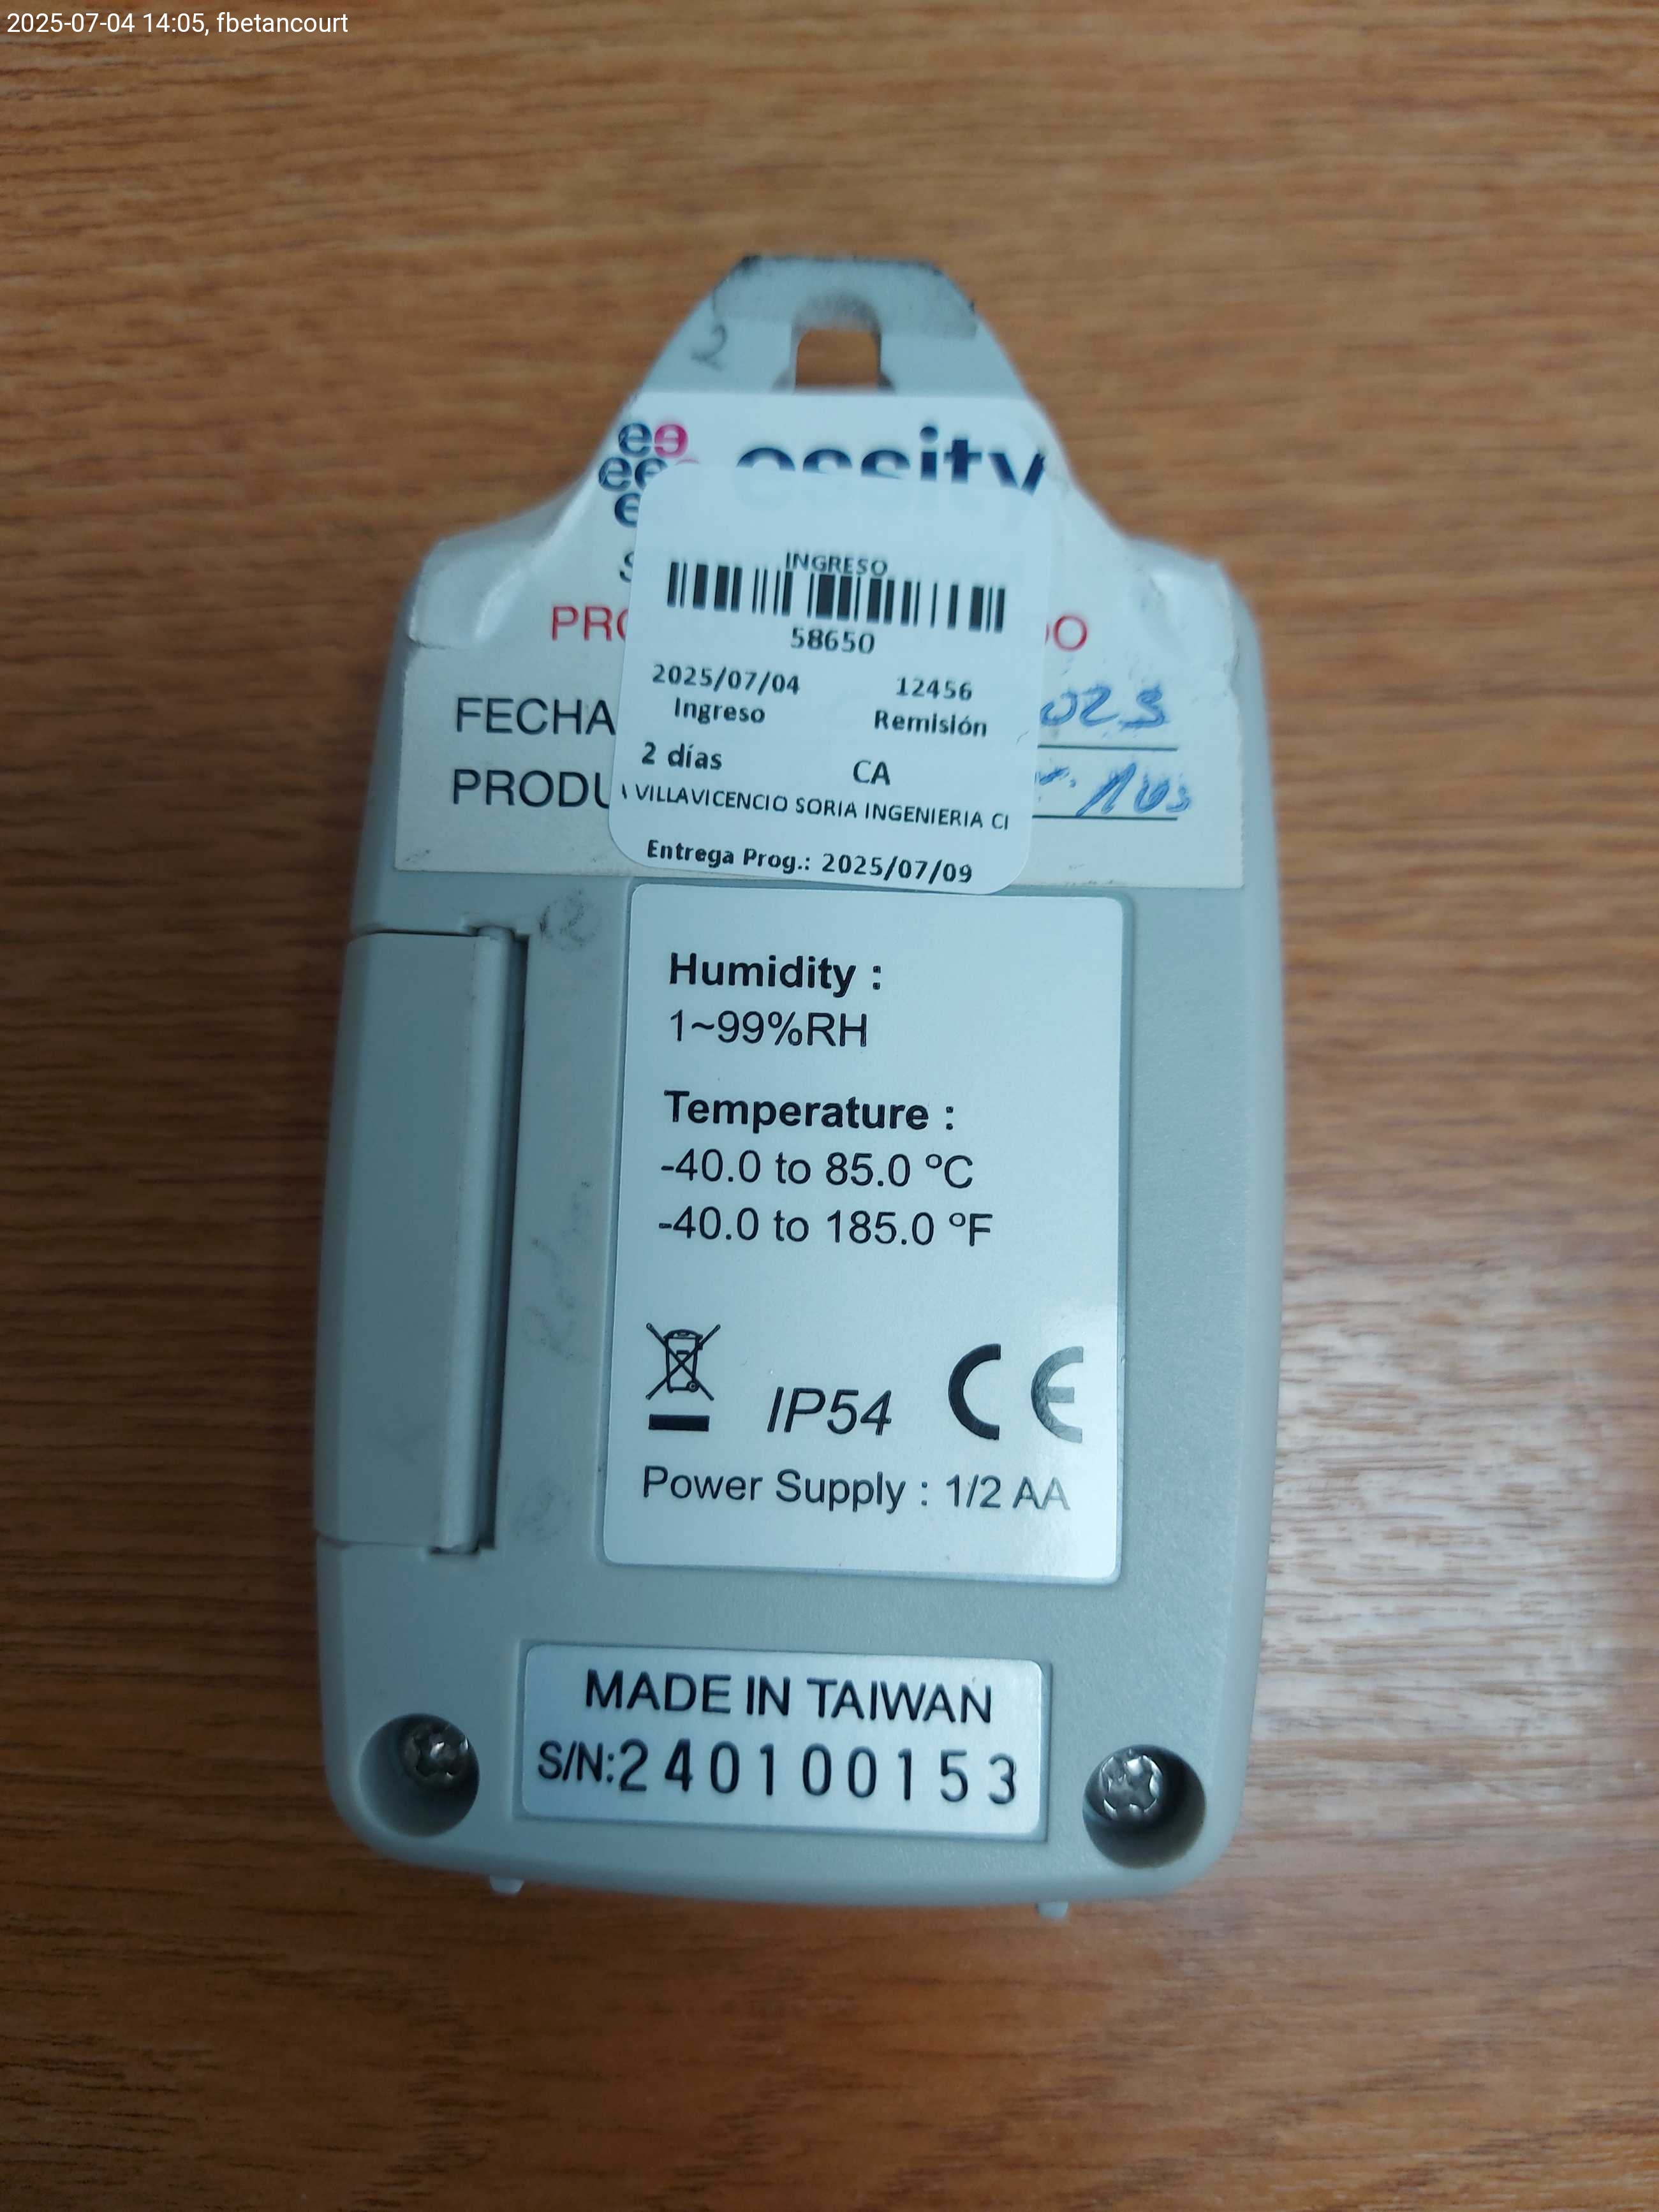 2025-07-04 14:05, fbetancourt
2
essity
INGRESO
58650
2025/07/04 12456
Ingreso Remisión
2 días CA
VILLAVICENCIO SORIA INGENIERIA CI
Entrega Prog.: 2025/07/09
FECHA
Humidity :
1~99%RH
Temperature :
-40.0 to 85.0 ºC
-40.0 to 185.0 ºF
IP54 CE
Power Supply : 1/2 AA
MADE IN TAIWAN
S/N:240100153